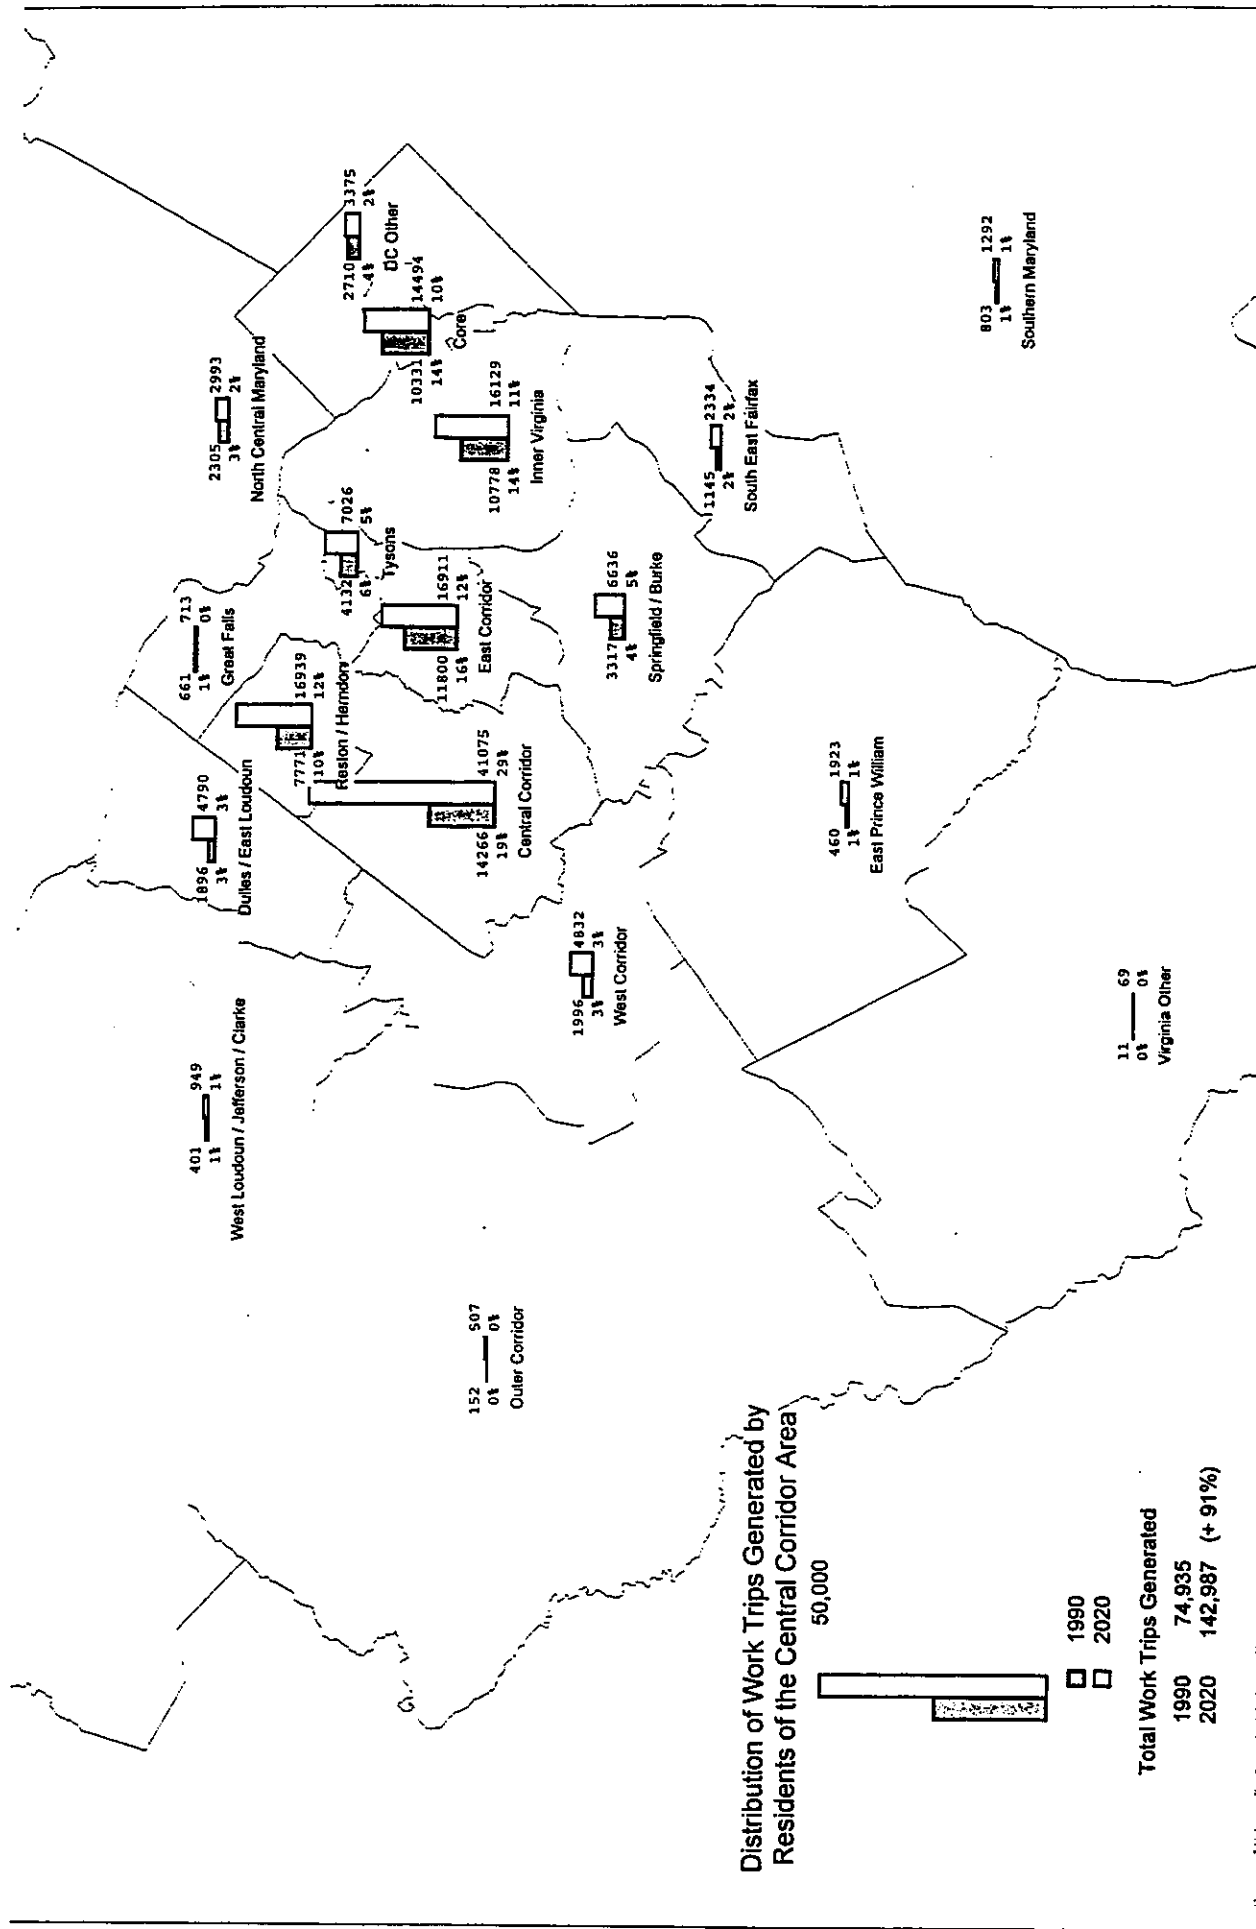 661 713
1% 0%
Great Falls
2305 2993
3% 2%
North Central Maryland
1896 4790
3% 3%
Dulles / East Loudoun
401 949
1% 1%
West Loudoun / Jefferson / Clarke
7771 16939
10% 12%
Reston / Herndon
4132 7026
6% 5%
Tysons
2710 3375
4% 2%
DC Other
10331 14494
14% 10%
Core
11800 16911
16% 12%
East Corridor
10778 16129
14% 11%
Inner Virginia
14266 41075
19% 29%
Central Corridor
152 507
0% 0%
Outer Corridor
1996 4832
3% 3%
West Corridor
3317 6636
4% 5%
Springfield / Burke
1145 2334
2% 2%
South East Fairfax
460 1923
1% 1%
East Prince William
803 1292
1% 1%
Southern Maryland
11 69
0% 0%
Virginia Other
Distribution of Work Trips Generated by
Residents of the Central Corridor Area
50,000
1990
2020
Total Work Trips Generated
1990 74,935
2020 142,987 (+ 91%)